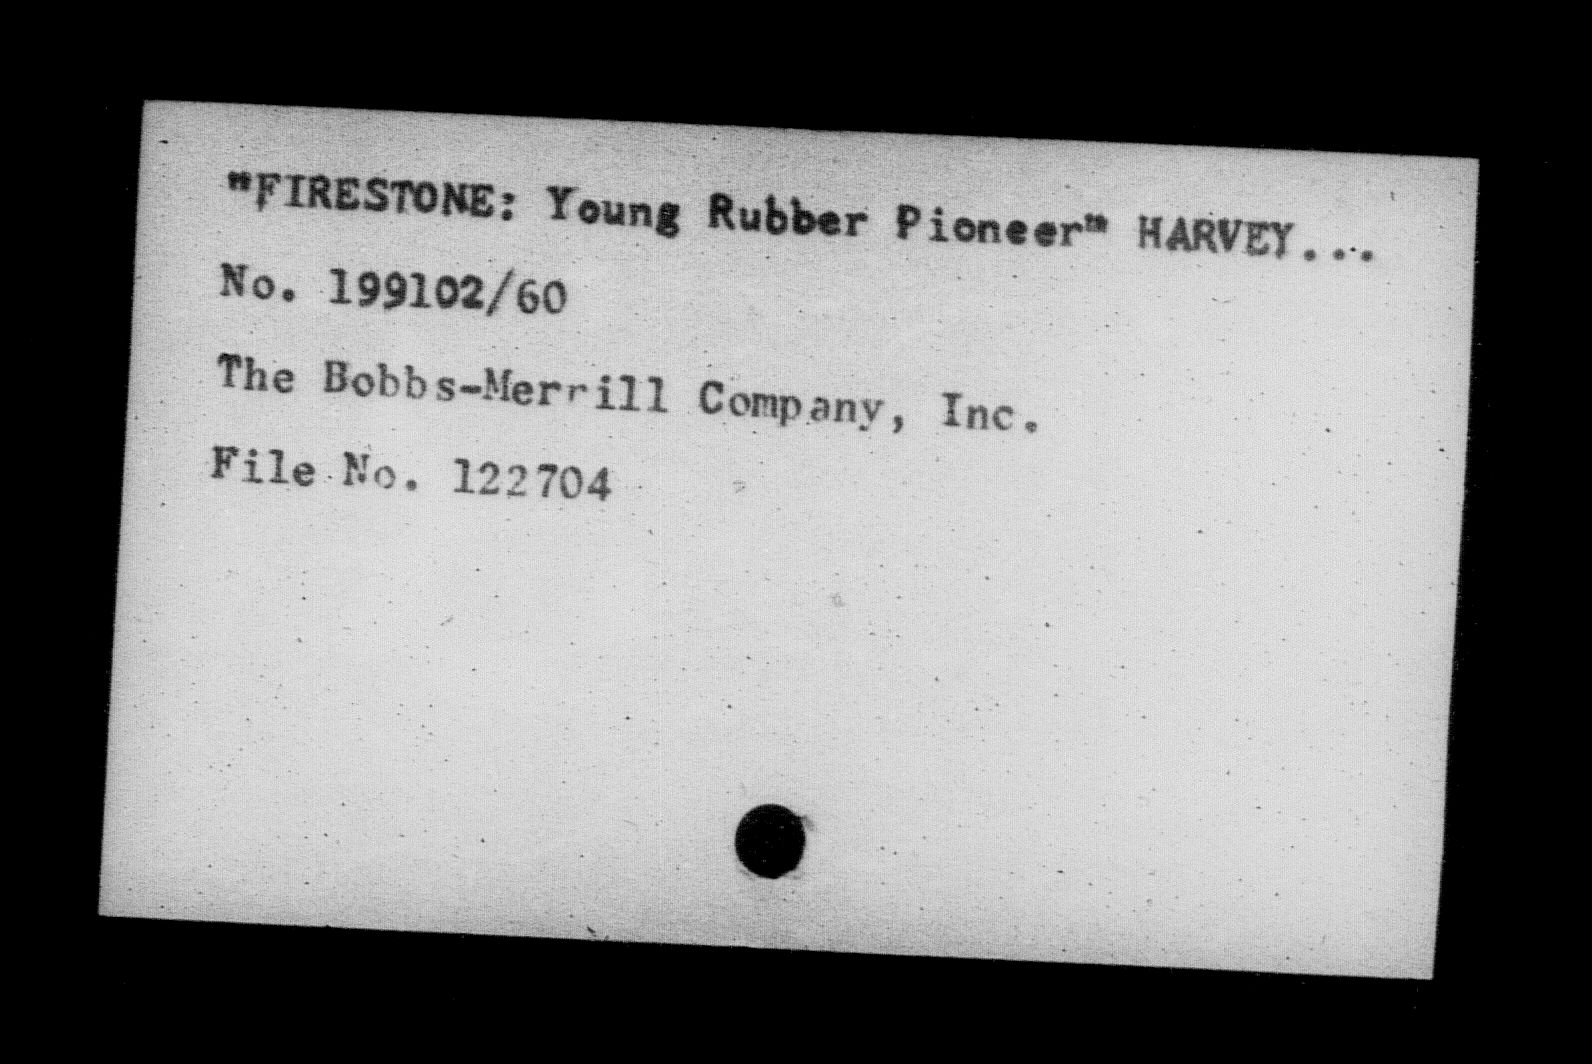 "FIRESTONE: Young Rubber Pioneer" HARVEY...
No. 199102/60
The Bobbs-Merrill Company, Inc.
File No. 122704